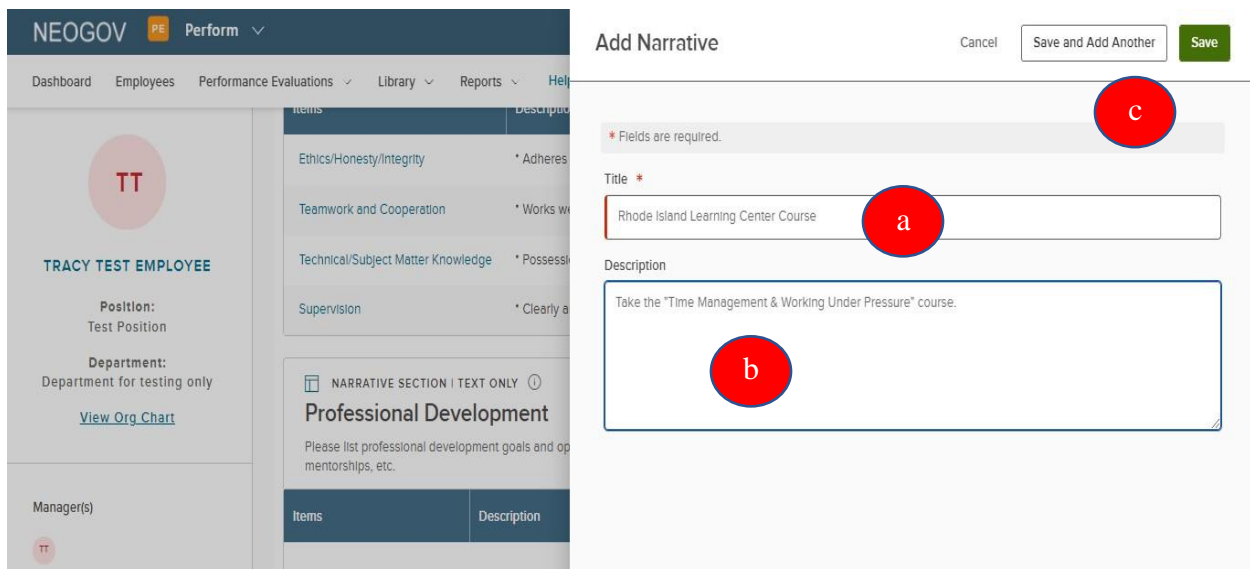 NEOGOV PE Perform
Dashboard Employees Performance Evaluations Library Reports Help
TT
TRACY TEST EMPLOYEE
Position:
Test Position
Department:
Department for testing only
View Org Chart
Manager(s)
TT
Items
Ethics/Honesty/Integrity * Adheres
Teamwork and Cooperation * Works
Technical/Subject Matter Knowledge
Supervision * Clearly a
NARRATIVE SECTION | TEXT ONLY
Professional Development
Please list professional development goals and
mentorships, etc.
Items Description
Add Narrative Cancel Save and Add Another Save
c
* Fields are required.
Title *
Rhode Island Learning Center Course
a
Description
Take the "Time Management & Working Under Pressure" course.
b